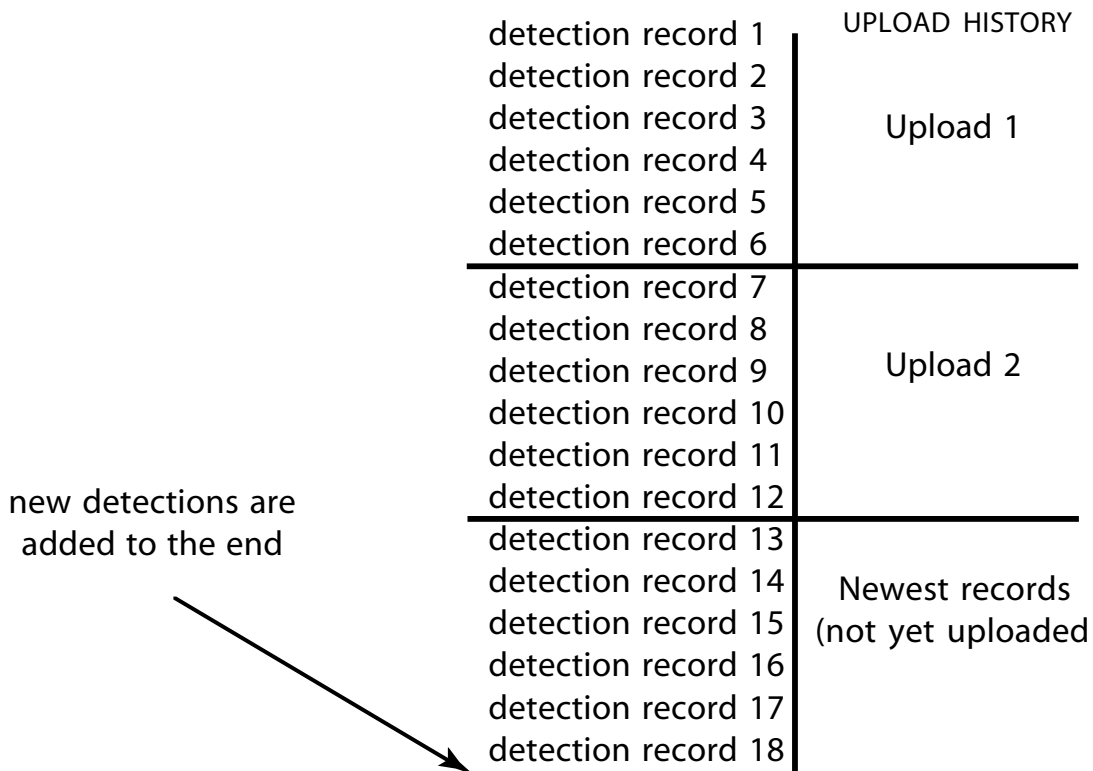 detection record 1
detection record 2
detection record 3
detection record 4
detection record 5
detection record 6
detection record 7
detection record 8
detection record 9
detection record 10
detection record 11
detection record 12
detection record 13
detection record 14
detection record 15
detection record 16
detection record 17
detection record 18
UPLOAD HISTORY
Upload 1
Upload 2
Newest records
(not yet uploaded
new detections are
added to the end